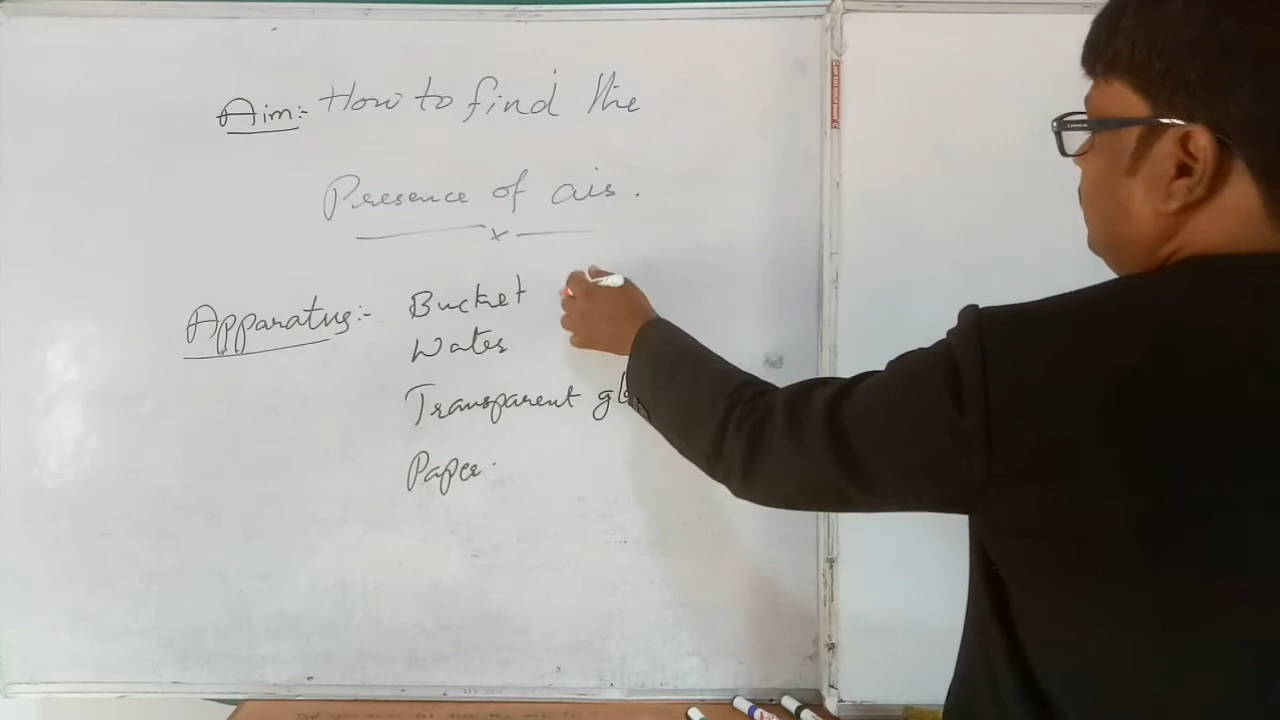 Aim:- How to find the
Presence of air.
x
Apparatus:- Bucket
Water
Transparent
Paper.